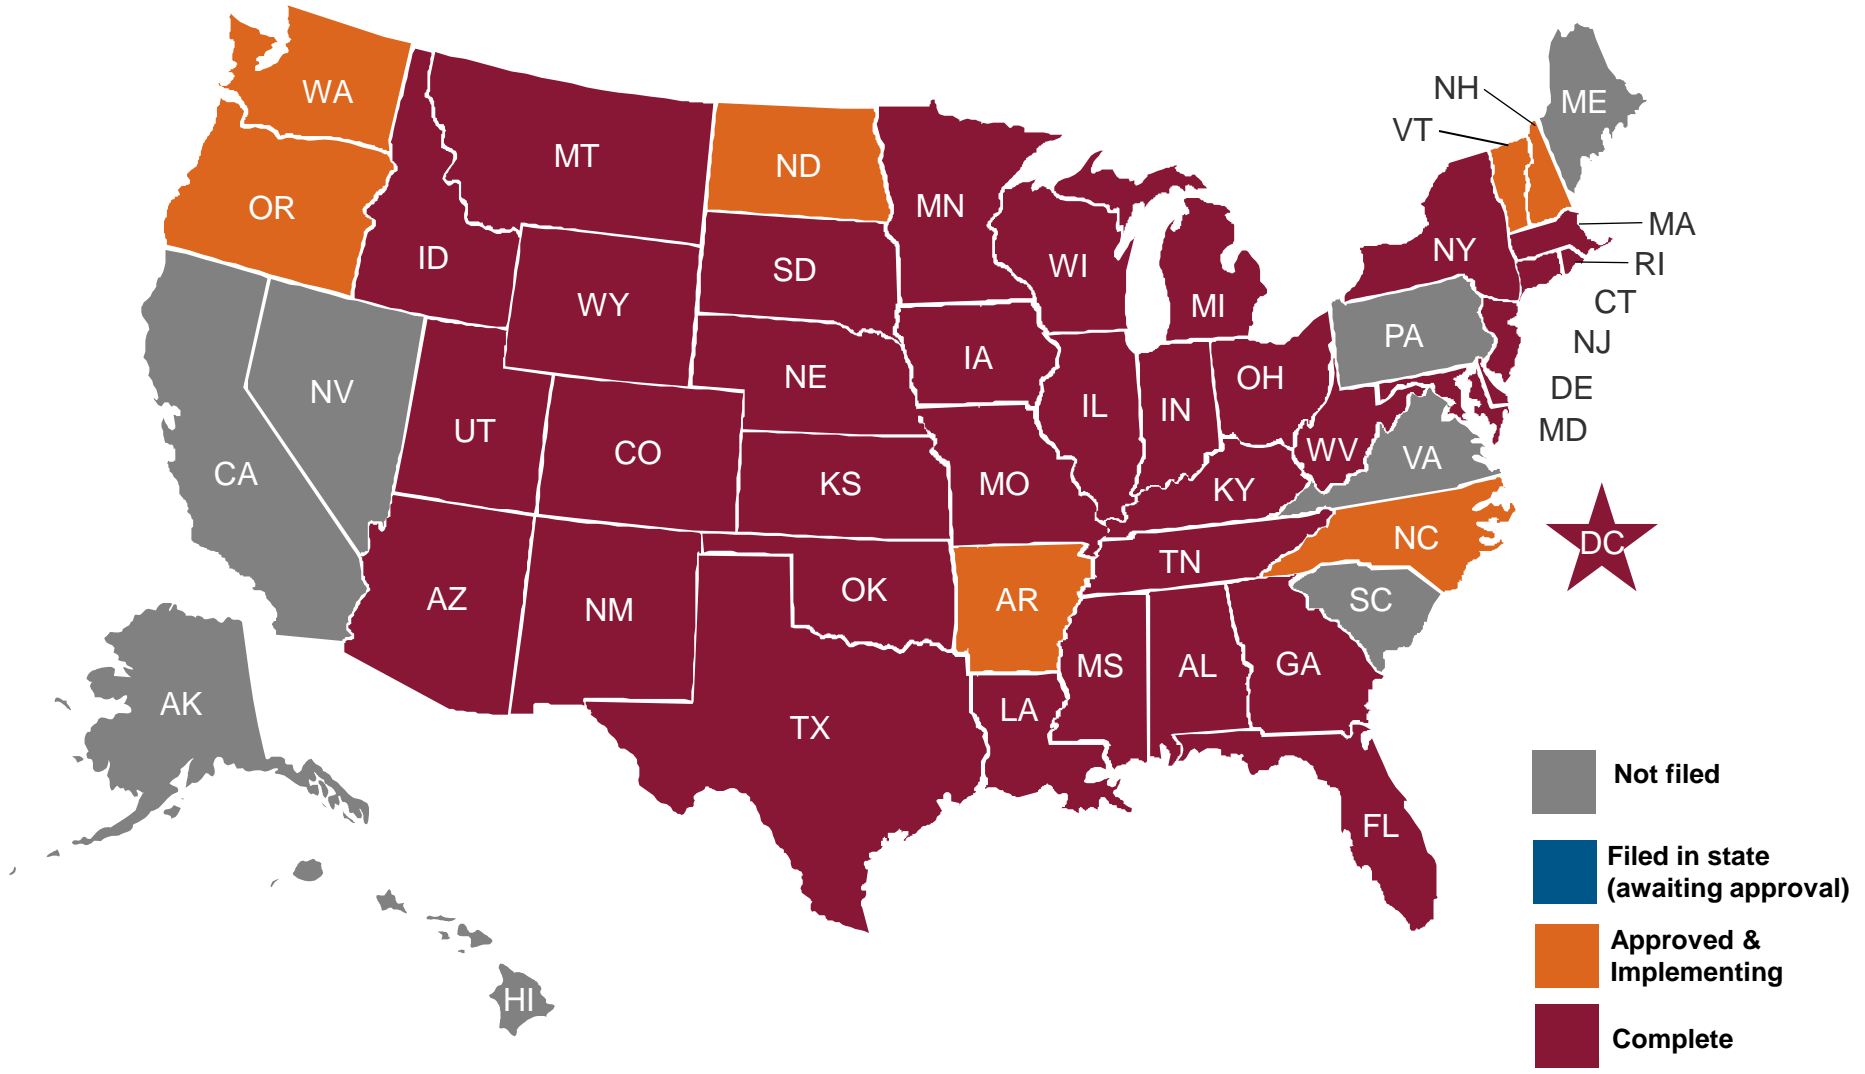 WA
OR
ID
MT
ND
MN
SD
WY
WI
MI
NY
VT
NH
ME
MA
RI
CT
NJ
DE
MD
PA
NE
IA
NV
UT
CO
KS
MO
IL
IN
OH
WV
VA
KY
CA
AZ
NM
OK
AR
TN
NC
SC
DC
AK
TX
LA
MS
AL
GA
FL
HI
Not filed
Filed in state
(awaiting approval)
Approved &
Implementing
Complete